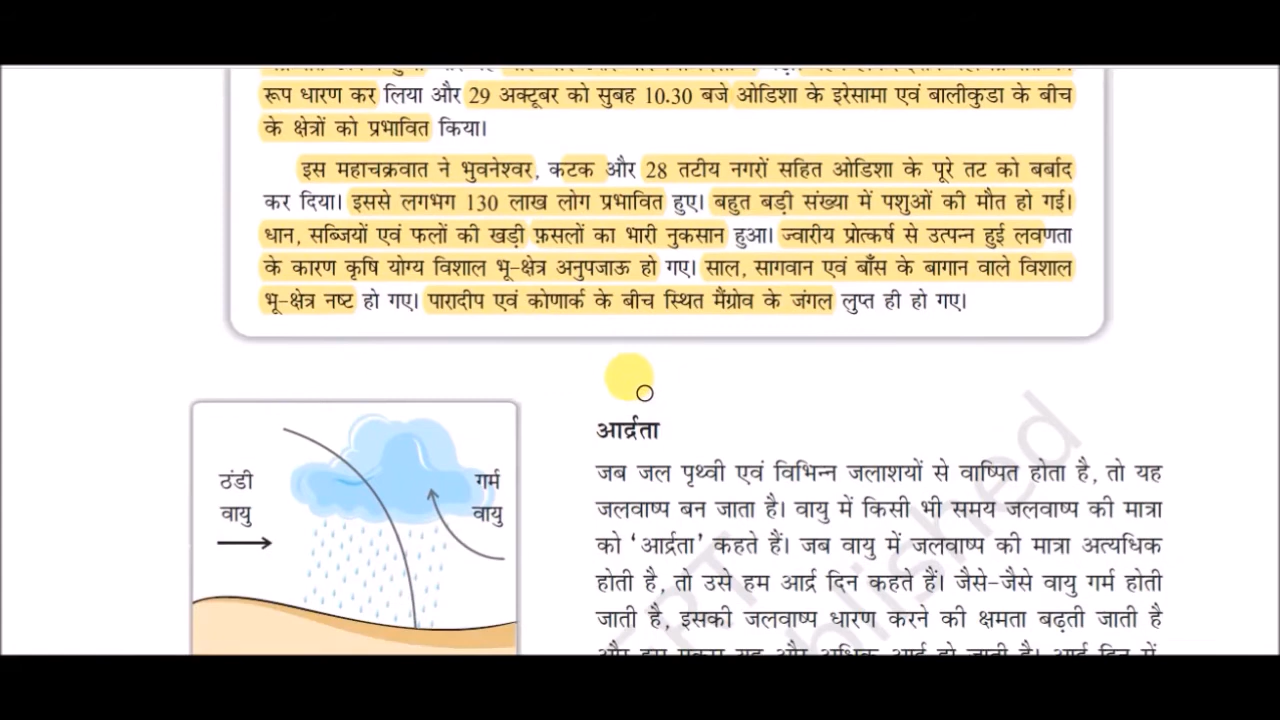 रूप धारण कर लिया और 29 अक्टूबर को सुबह 10.30 बजे ओडिशा के इरेसामा एवं बालीकुडा के बीच
के क्षेत्रों को प्रभावित किया।
इस महाचक्रवात ने भुवनेश्वर, कटक और 28 तटीय नगरों सहित ओडिशा के पूरे तट को बर्बाद
कर दिया। इससे लगभग 130 लाख लोग प्रभावित हुए। बहुत बड़ी संख्या में पशुओं की मौत हो गई।
धान, सब्जियों एवं फलों की खड़ी फ़सलों का भारी नुकसान हुआ। ज्वारीय प्रोत्कर्ष से उत्पन्न हुई लवणता
के कारण कृषि योग्य विशाल भू-क्षेत्र अनुपजाऊ हो गए। साल, सागवान एवं बाँस के बागान वाले विशाल
भू-क्षेत्र नष्ट हो गए। पारादीप एवं कोणार्क के बीच स्थित मैंग्रोव के जंगल लुप्त ही हो गए।
ठंडी
वायु
गर्म
वायु
आर्द्रता
जब जल पृथ्वी एवं विभिन्न जलाशयों से वाष्पित होता है, तो यह
जलवाष्प बन जाता है। वायु में किसी भी समय जलवाष्प की मात्रा
को ‘आर्द्रता’ कहते हैं। जब वायु में जलवाष्प की मात्रा अत्यधिक
होती है, तो उसे हम आर्द्र दिन कहते हैं। जैसे-जैसे वायु गर्म होती
जाती है, इसकी जलवाष्प धारण करने की क्षमता बढ़ती जाती है